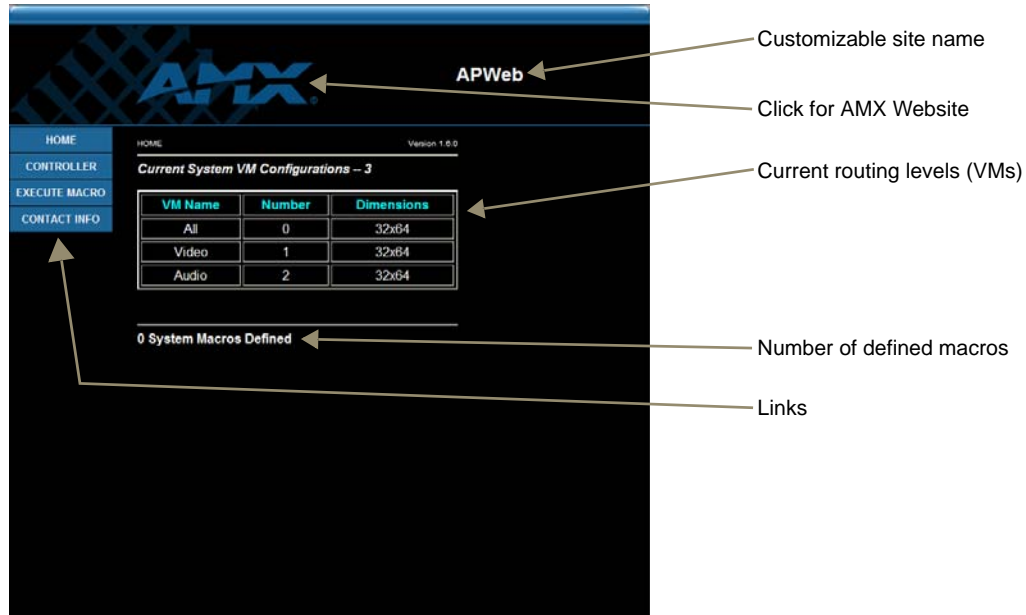 Customizable site name
APWeb
AMX
Click for AMX Website
HOME
CONTROLLER
EXECUTE MACRO
CONTACT INFO
HOME Version 1.6.0
Current System VM Configurations -- 3
Current routing levels (VMs)
VM Name Number Dimensions
All 0 32x64
Video 1 32x64
Audio 2 32x64
0 System Macros Defined
Number of defined macros
Links